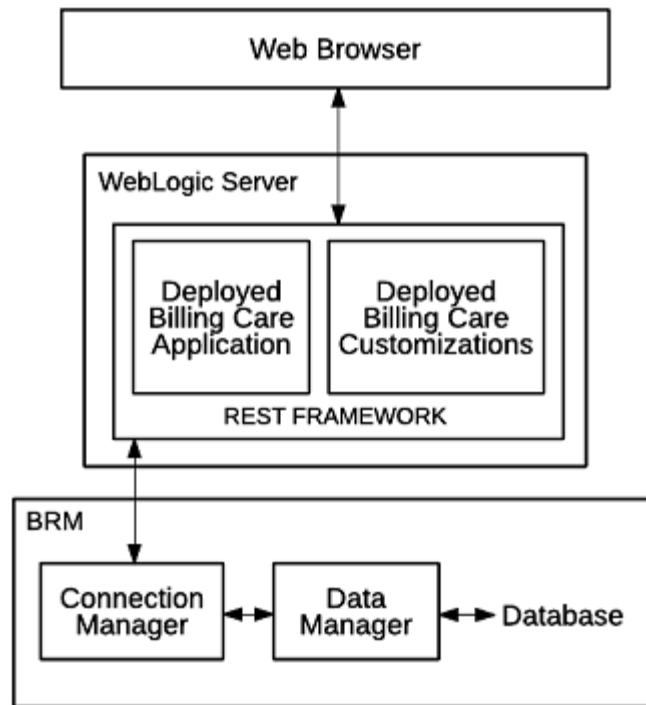 Web Browser
WebLogic Server
Deployed
Billing Care
Application
Deployed
Billing Care
Customizations
REST FRAMEWORK
BRM
Connection
Manager
Data
Manager
Database